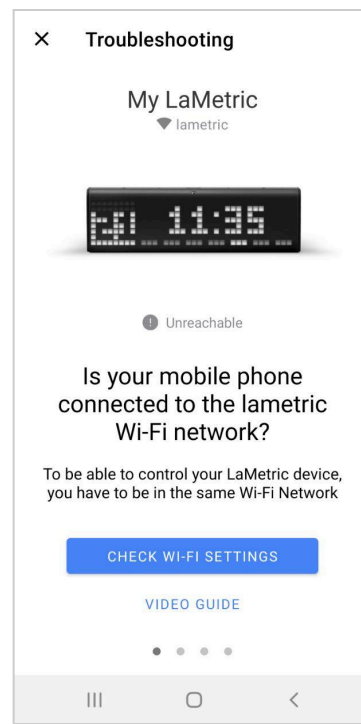 Troubleshooting
My LaMetric
lametric
11:35
Unreachable
Is your mobile phone
connected to the lametric
Wi-Fi network?
To be able to control your LaMetric device,
you have to be in the same Wi-Fi Network
CHECK WI-FI SETTINGS
VIDEO GUIDE